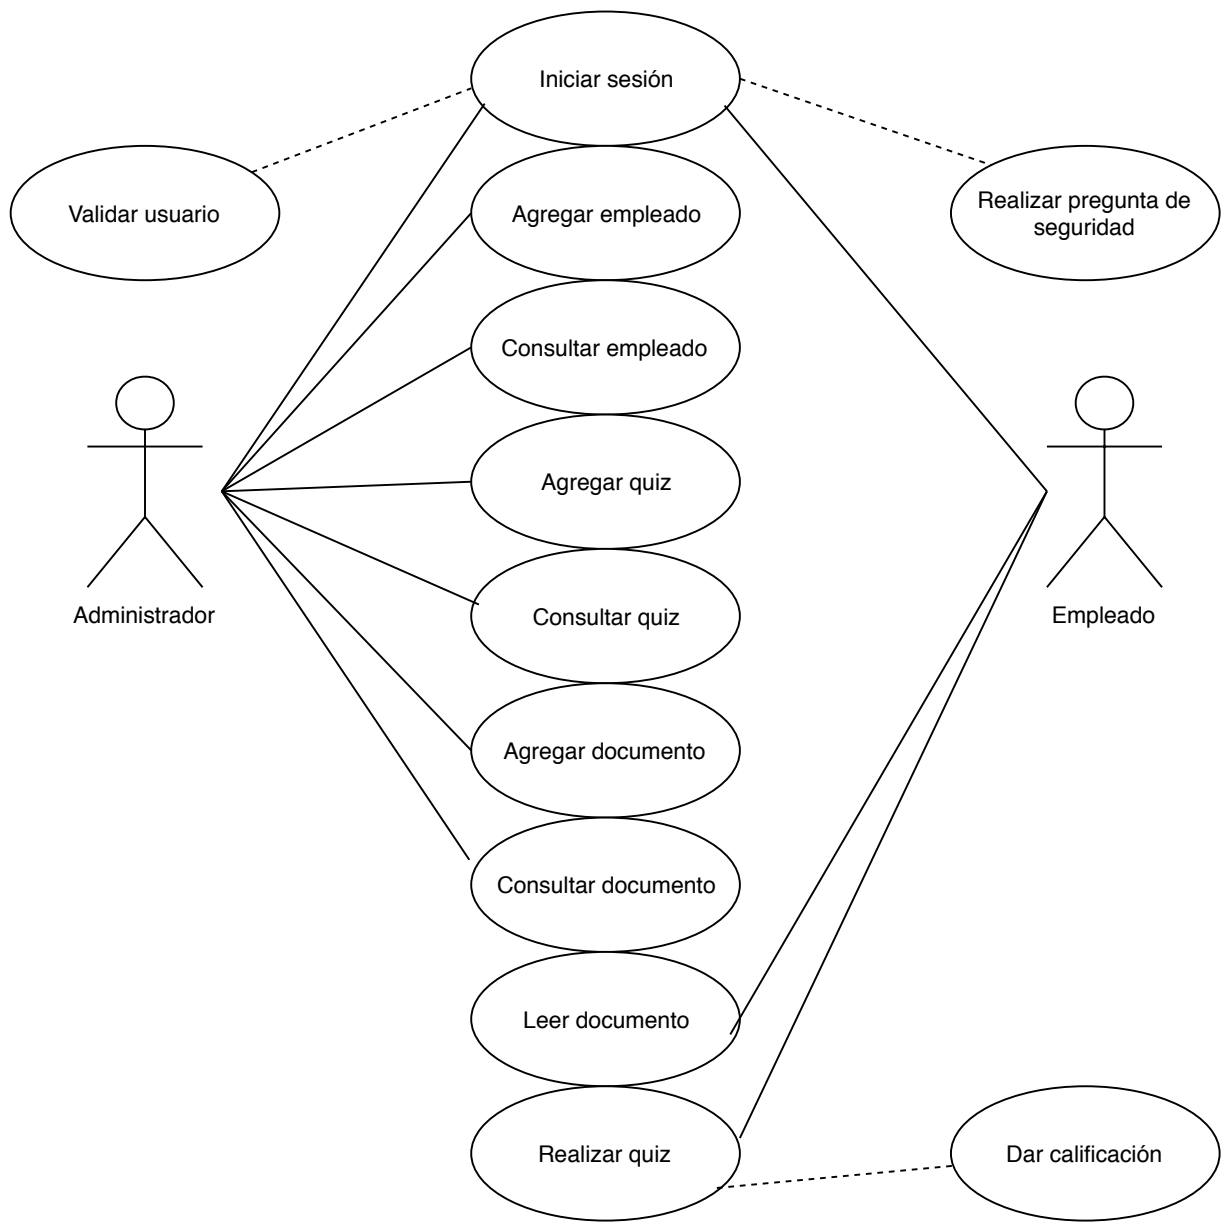 Iniciar sesión
Validar usuario
Agregar empleado
Realizar pregunta de
seguridad
Consultar empleado
Agregar quiz
Administrador
Consultar quiz
Empleado
Agregar documento
Consultar documento
Leer documento
Realizar quiz
Dar calificación